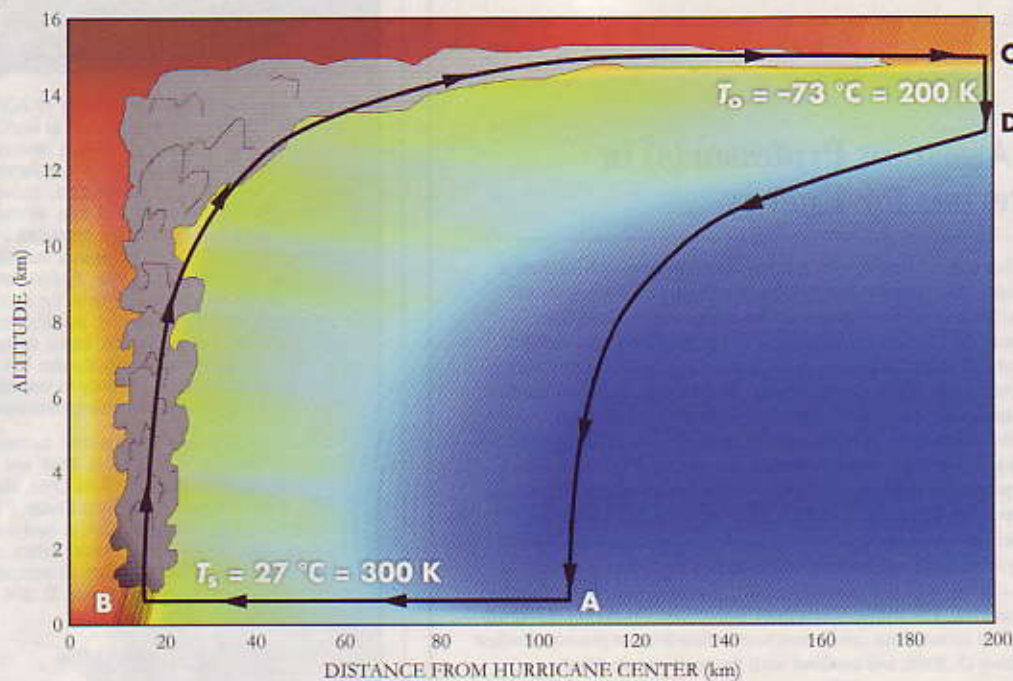 16
14
12
10
8
6
4
2
0
ALTITUDE (km)
C
T₀ = –73 °C = 200 K
D
Tₛ = 27 °C = 300 K
B
A
0 20 40 60 80 100 120 140 160 180 200
DISTANCE FROM HURRICANE CENTER (km)